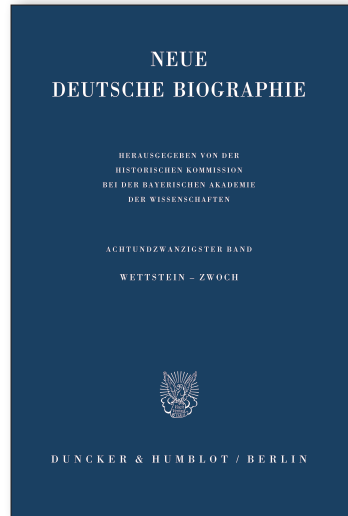 NEUE
DEUTSCHE BIOGRAPHIE
HERAUSGEGEBEN VON DER
HISTORISCHEN KOMMISSION
BEI DER BAYERISCHEN AKADEMIE
DER WISSENSCHAFTEN
ACHTUNDZWANZIGSTER BAND
WETTSTEIN – ZWOCH
DUNCKER & HUMBLOT / BERLIN